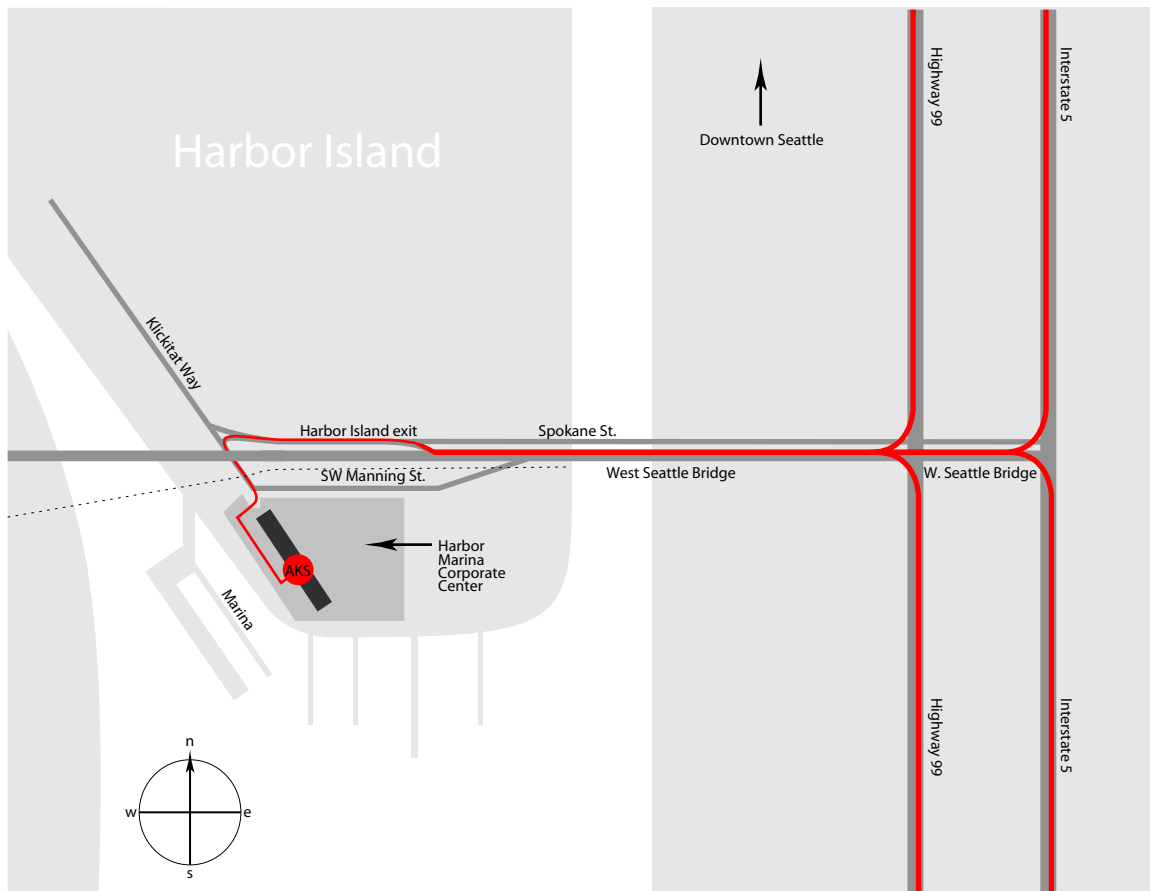 Harbor Island
Downtown Seattle
Highway 99
Interstate 5
Klickitat Way
Harbor Island exit
Spokane St.
SW Manning St.
West Seattle Bridge
W. Seattle Bridge
AKS
Harbor
Marina
Corporate
Center
Marina
Highway 99
Interstate 5
n
w
e
s